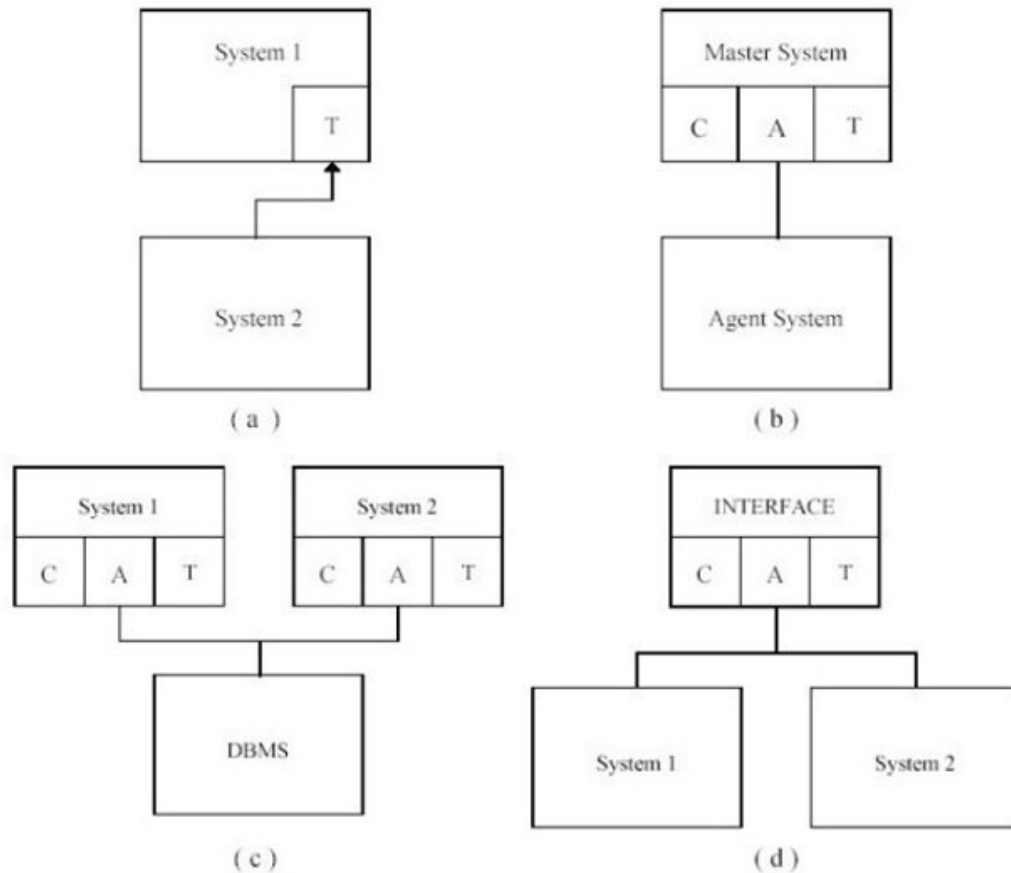 System 1
T
System 2
( a )
Master System
C A T
Agent System
( b )
System 1
C A T
System 2
C A T
DBMS
( c )
INTERFACE
C A T
System 1
System 2
( d )